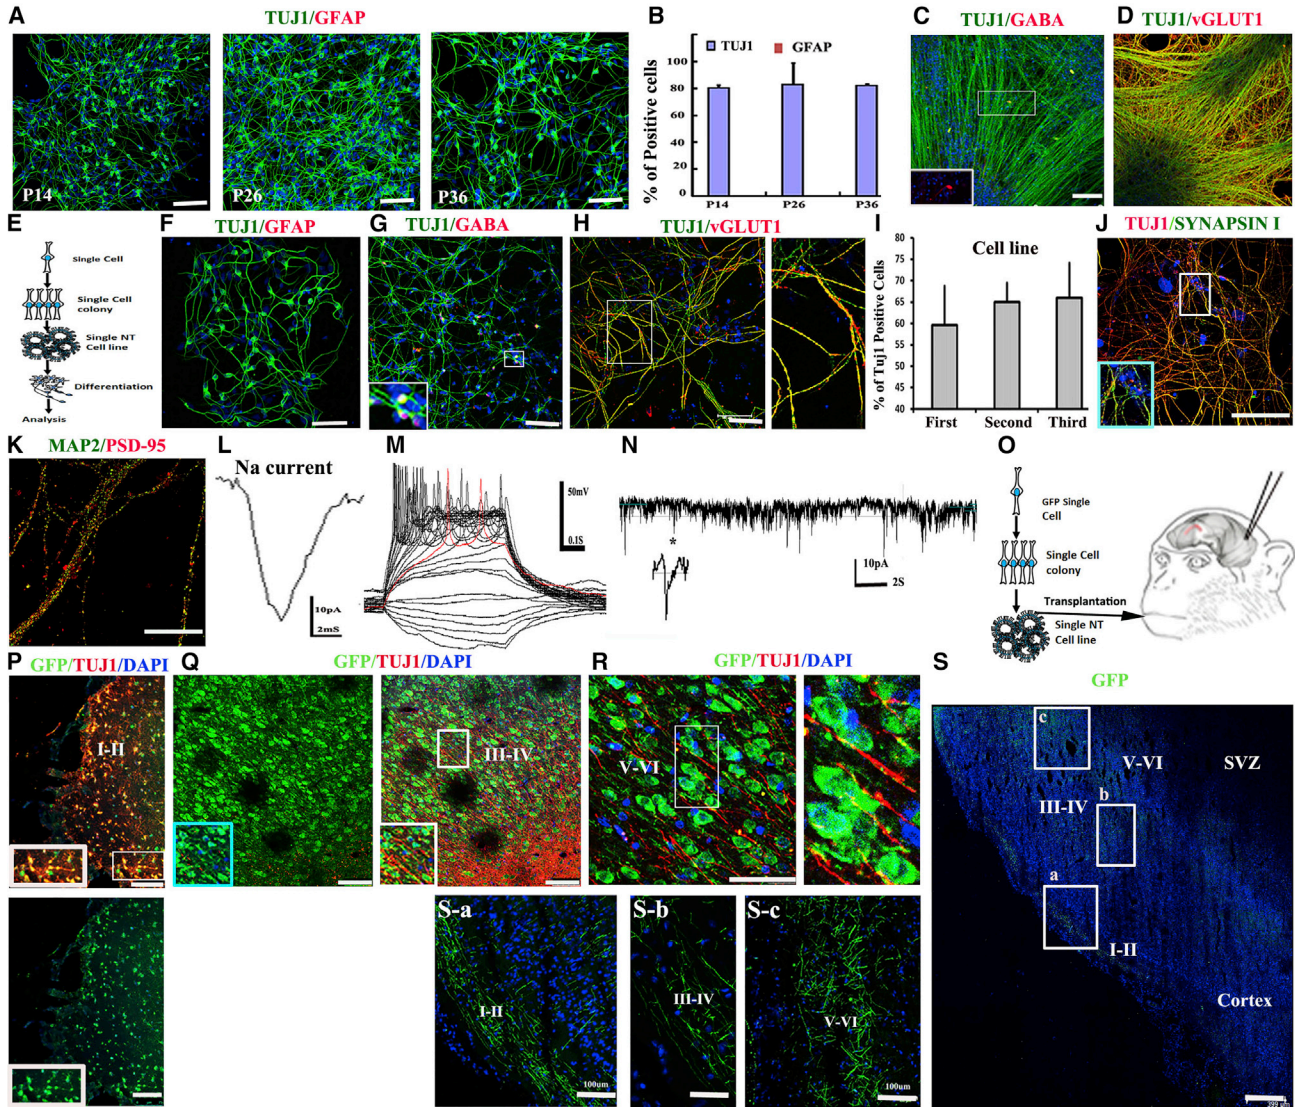 A
TUJ1/GFAP
P14
P26
P36
B
TUJ1
GFAP
% of Positive cells
100
80
60
40
20
0
P14
P26
P36
C
TUJ1/GABA
D
TUJ1/vGLUT1
E
Single Cell
Single Cell
colony
Single NT
Cell line
Differentiation
Analysis
F
TUJ1/GFAP
G
TUJ1/GABA
H
TUJ1/vGLUT1
I
Cell line
% of Tuj1 Positive Cells
80
75
70
65
60
55
50
45
40
First
Second
Third
J
TUJ1/SYNAPSIN I
K
MAP2/PSD-95
L
Na current
10pA
2mS
M
50mV
0.1S
N
*
10pA
2S
O
GFP Single
Cell
Single Cell
colony
Transplantation
Single NT
Cell line
P
GFP/TUJ1/DAPI
I-II
Q
GFP/TUJ1/DAPI
III-IV
R
GFP/TUJ1/DAPI
V-VI
S
GFP
c
V-VI
SVZ
III-IV
b
a
I-II
Cortex
399 µm
S-a
I-II
100um
S-b
III-IV
S-c
V-VI
100um